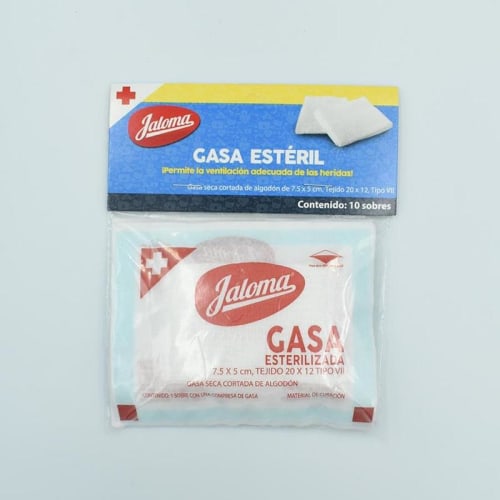 Jaloma
GASA ESTÉRIL
¡Permite la ventilación adecuada de las heridas!
Gasa seca cortada de algodón de 7.5 x 5 cm, Tejido 20 x 12, Tipo VII
Contenido: 10 sobres
Jaloma
GASA
ESTERILIZADA
7.5 X 5 cm, TEJIDO 20 X 12 TIPO VII
GASA SECA CORTADA DE ALGODÓN
CONTENIDO: 1 SOBRE CON UNA COMPRESA DE GASA
MATERIAL DE CURACIÓN